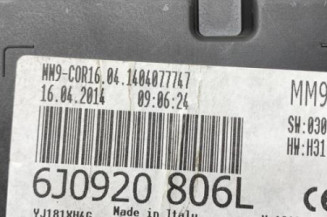 MM9-COR16.04.1404077747
16.04.2014 09:06:24
MM9
SW:030
HW:H31
6J0920 806L
YJ181XH4G Made in Italy